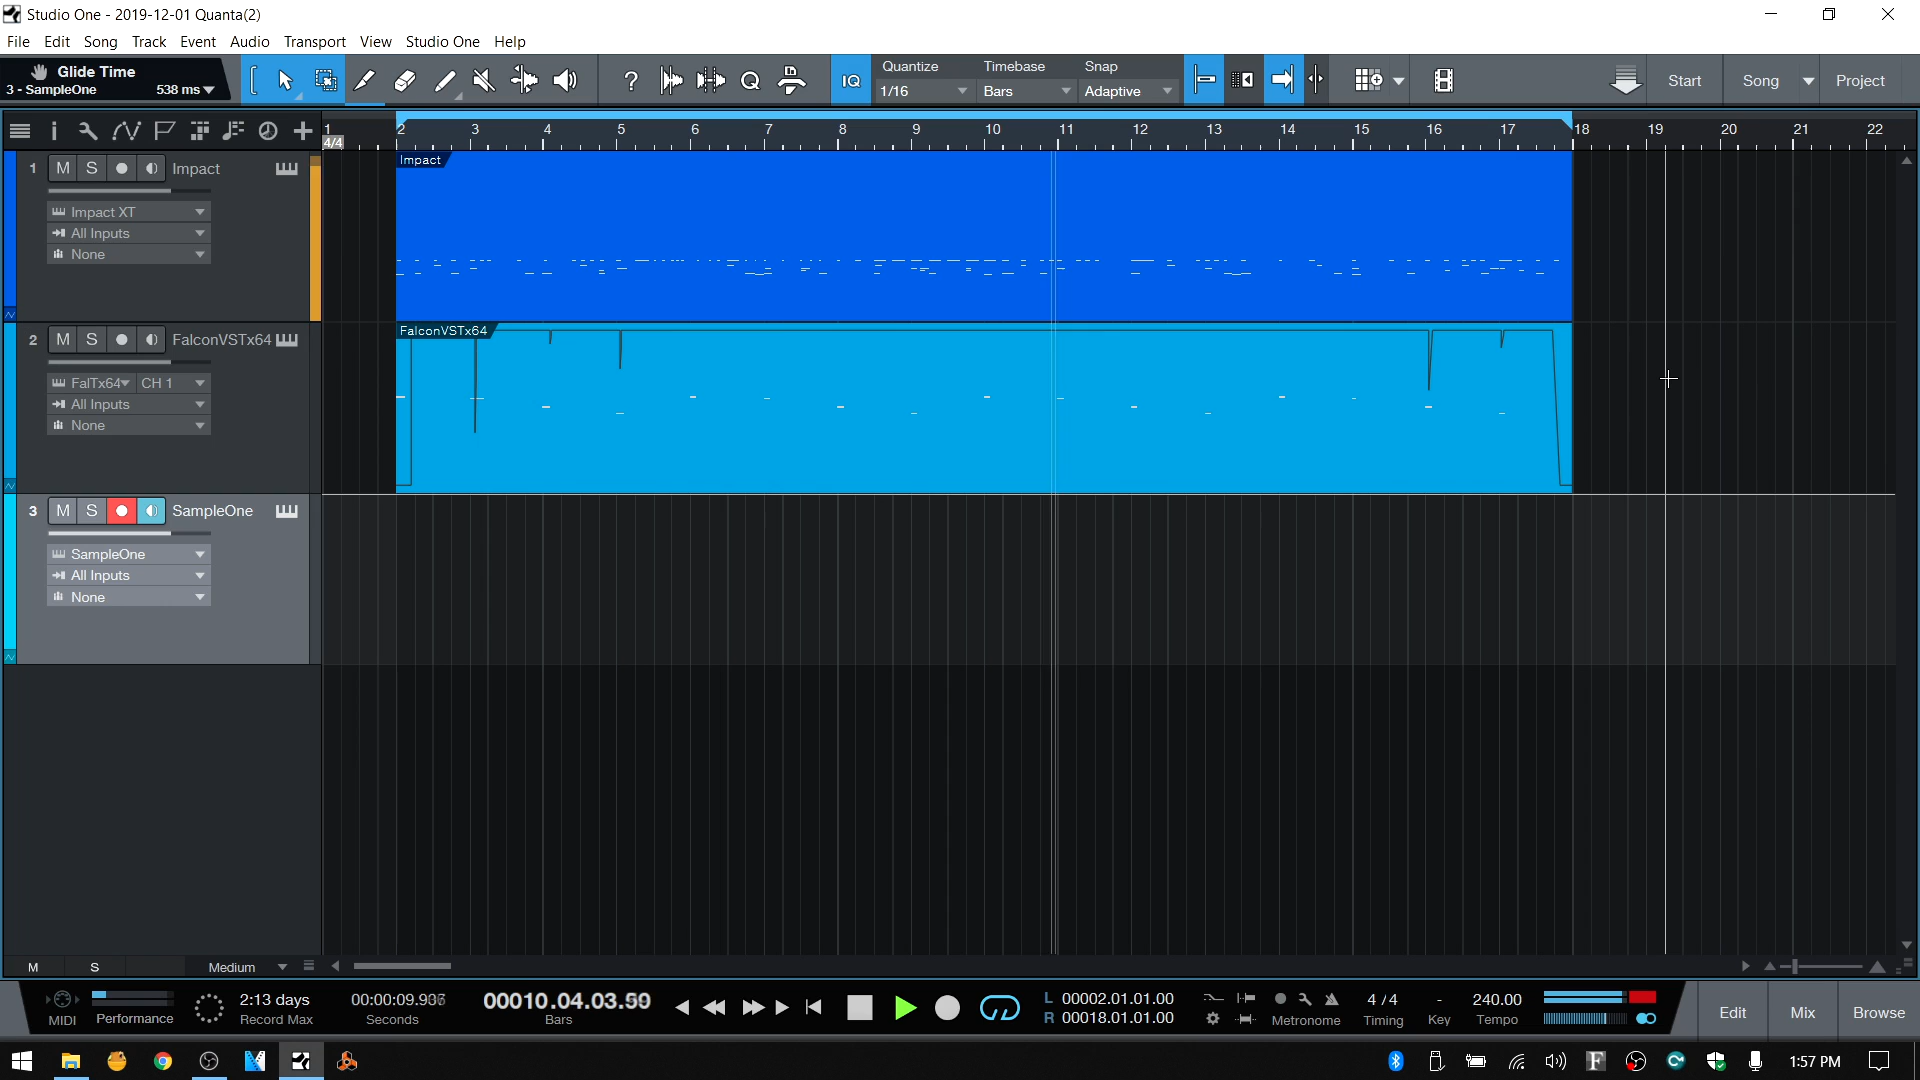 Studio One - 2019-12-01 Quanta(2)
File Edit Song Track Event Audio Transport View Studio One Help
Glide Time
3 - SampleOne 538 ms
IQ
Quantize Timebase Snap
1/16 Bars Adaptive
Start Song Project
1 2 3 4 5 6 7 8 9 10 11 12 13 14 15 16 17 18 19 20 21 22
4/4
1 M S Impact
Impact XT
All Inputs
None
Impact
2 M S FalconVSTx64
FalTx64 CH 1
All Inputs
None
FalconVSTx64
3 M S SampleOne
SampleOne
All Inputs
None
M S Medium
MIDI
Performance
2:13 days
Record Max
00:00:09.906
Seconds
00010.04.03.59
Bars
L 00002.01.01.00
R 00018.01.01.00
Metronome
4 / 4
Timing
-
Key
240.00
Tempo
Edit Mix Browse
1:57 PM